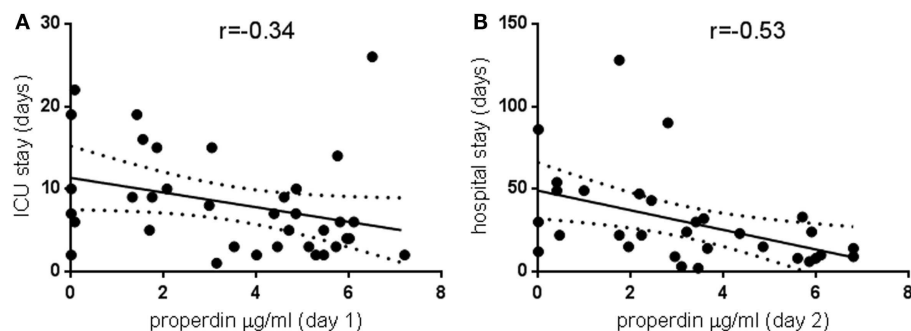 A
r=-0.34
30
20
10
0
ICU stay (days)
0 2 4 6 8
properdin μg/ml (day 1)
B
r=-0.53
150
100
50
0
hospital stay (days)
0 2 4 6 8
properdin μg/ml (day 2)